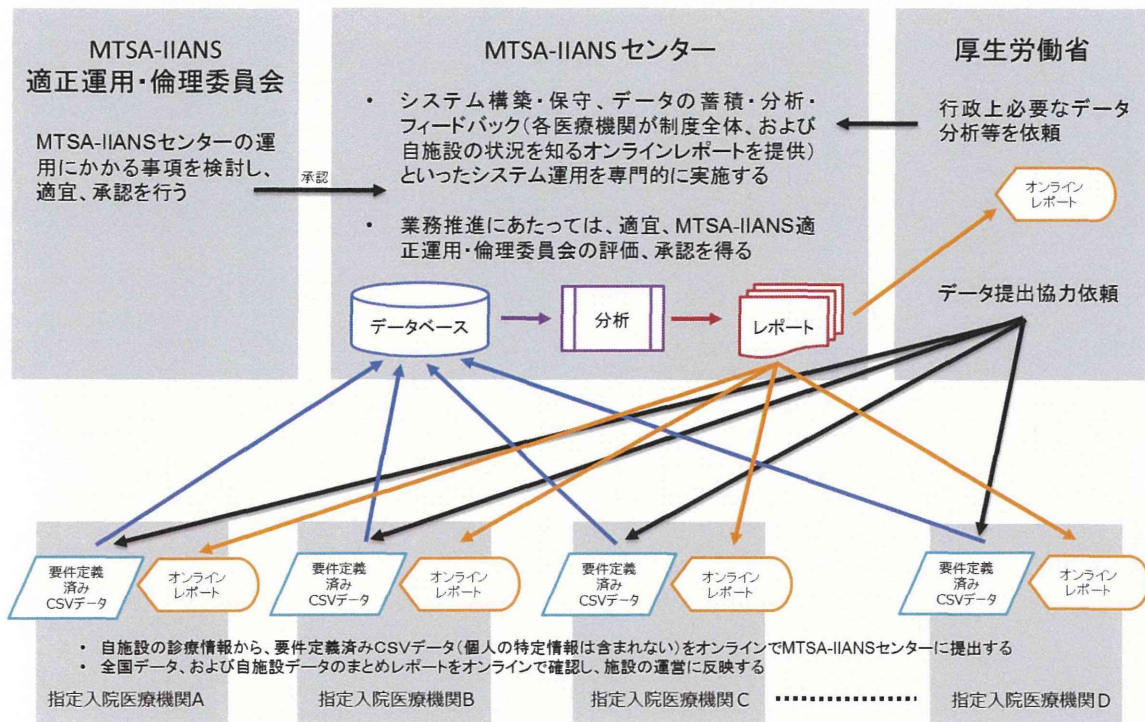 MTSA-IIANS
適正運用・倫理委員会
MTSA-IIANSセンターの運
用にかかる事項を検討し、
適宜、承認を行う
承認
MTSA-IIANS センター
• システム構築・保守、データの蓄積・分析・
フィードバック(各医療機関が制度全体、および
自施設の状況を知るオンラインレポートを提供)
といったシステム運用を専門的に実施する
• 業務推進にあたっては、適宜、MTSA-IIANS適
正運用・倫理委員会の評価、承認を得る
データベース
分析
レポート
厚生労働省
行政上必要なデータ
分析等を依頼
オンライン
レポート
データ提出協力依頼
要件定義
済み
CSVデータ
オンライン
レポート
要件定義
済み
CSVデータ
オンライン
レポート
要件定義
済み
CSVデータ
オンライン
レポート
要件定義
済み
CSVデータ
オンライン
レポート
• 自施設の診療情報から、要件定義済みCSVデータ(個人の特定情報は含まれない)をオンラインでMTSA-IIANSセンターに提出する
• 全国データ、および自施設データのまとめレポートをオンラインで確認し、施設の運営に反映する
指定入院医療機関A
指定入院医療機関B
指定入院医療機関C
指定入院医療機関D